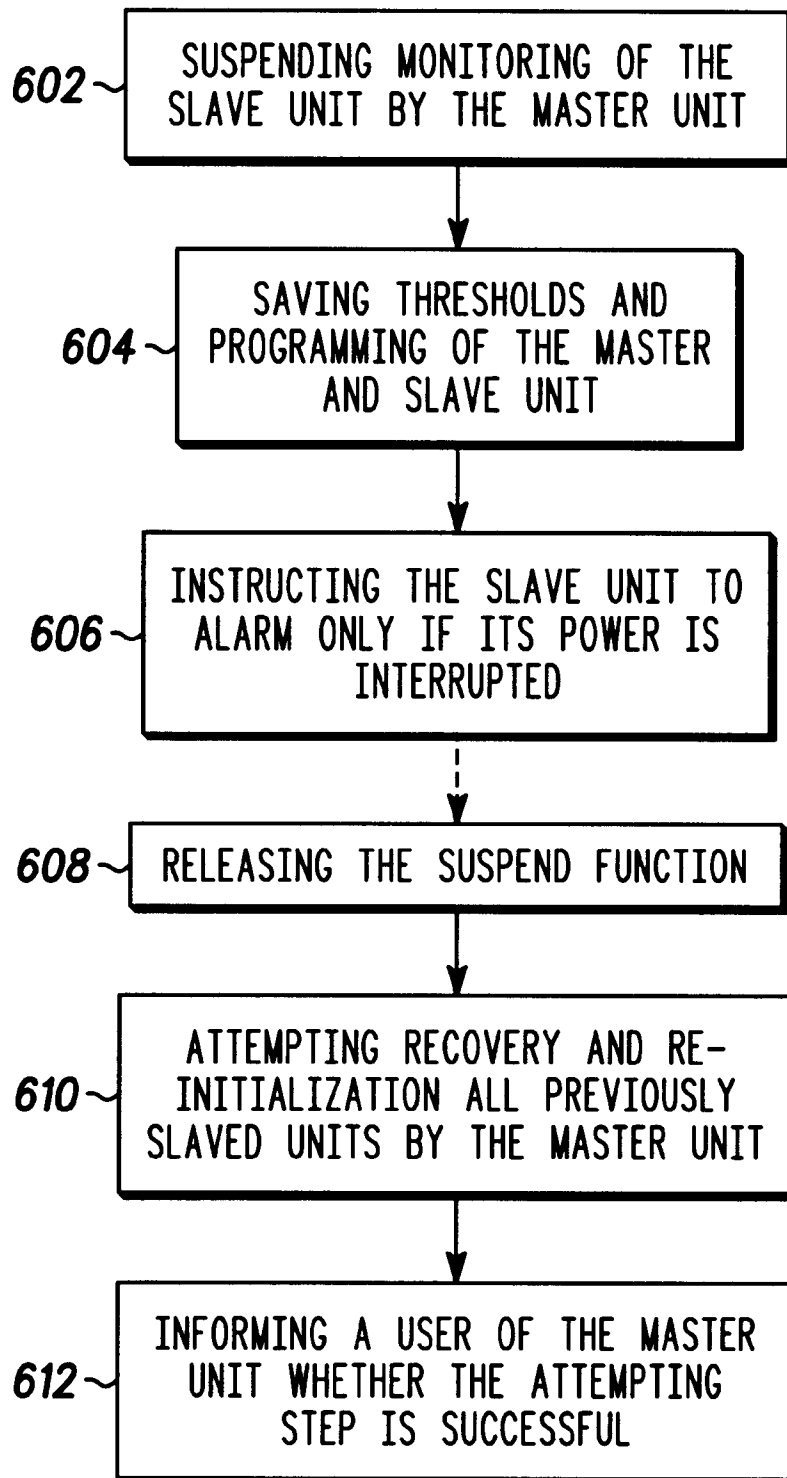 602
SUSPENDING MONITORING OF THE
SLAVE UNIT BY THE MASTER UNIT
604
SAVING THRESHOLDS AND
PROGRAMMING OF THE MASTER
AND SLAVE UNIT
606
INSTRUCTING THE SLAVE UNIT TO
ALARM ONLY IF ITS POWER IS
INTERRUPTED
608
RELEASING THE SUSPEND FUNCTION
610
ATTEMPTING RECOVERY AND RE-
INITIALIZATION ALL PREVIOUSLY
SLAVED UNITS BY THE MASTER UNIT
612
INFORMING A USER OF THE MASTER
UNIT WHETHER THE ATTEMPTING
STEP IS SUCCESSFUL